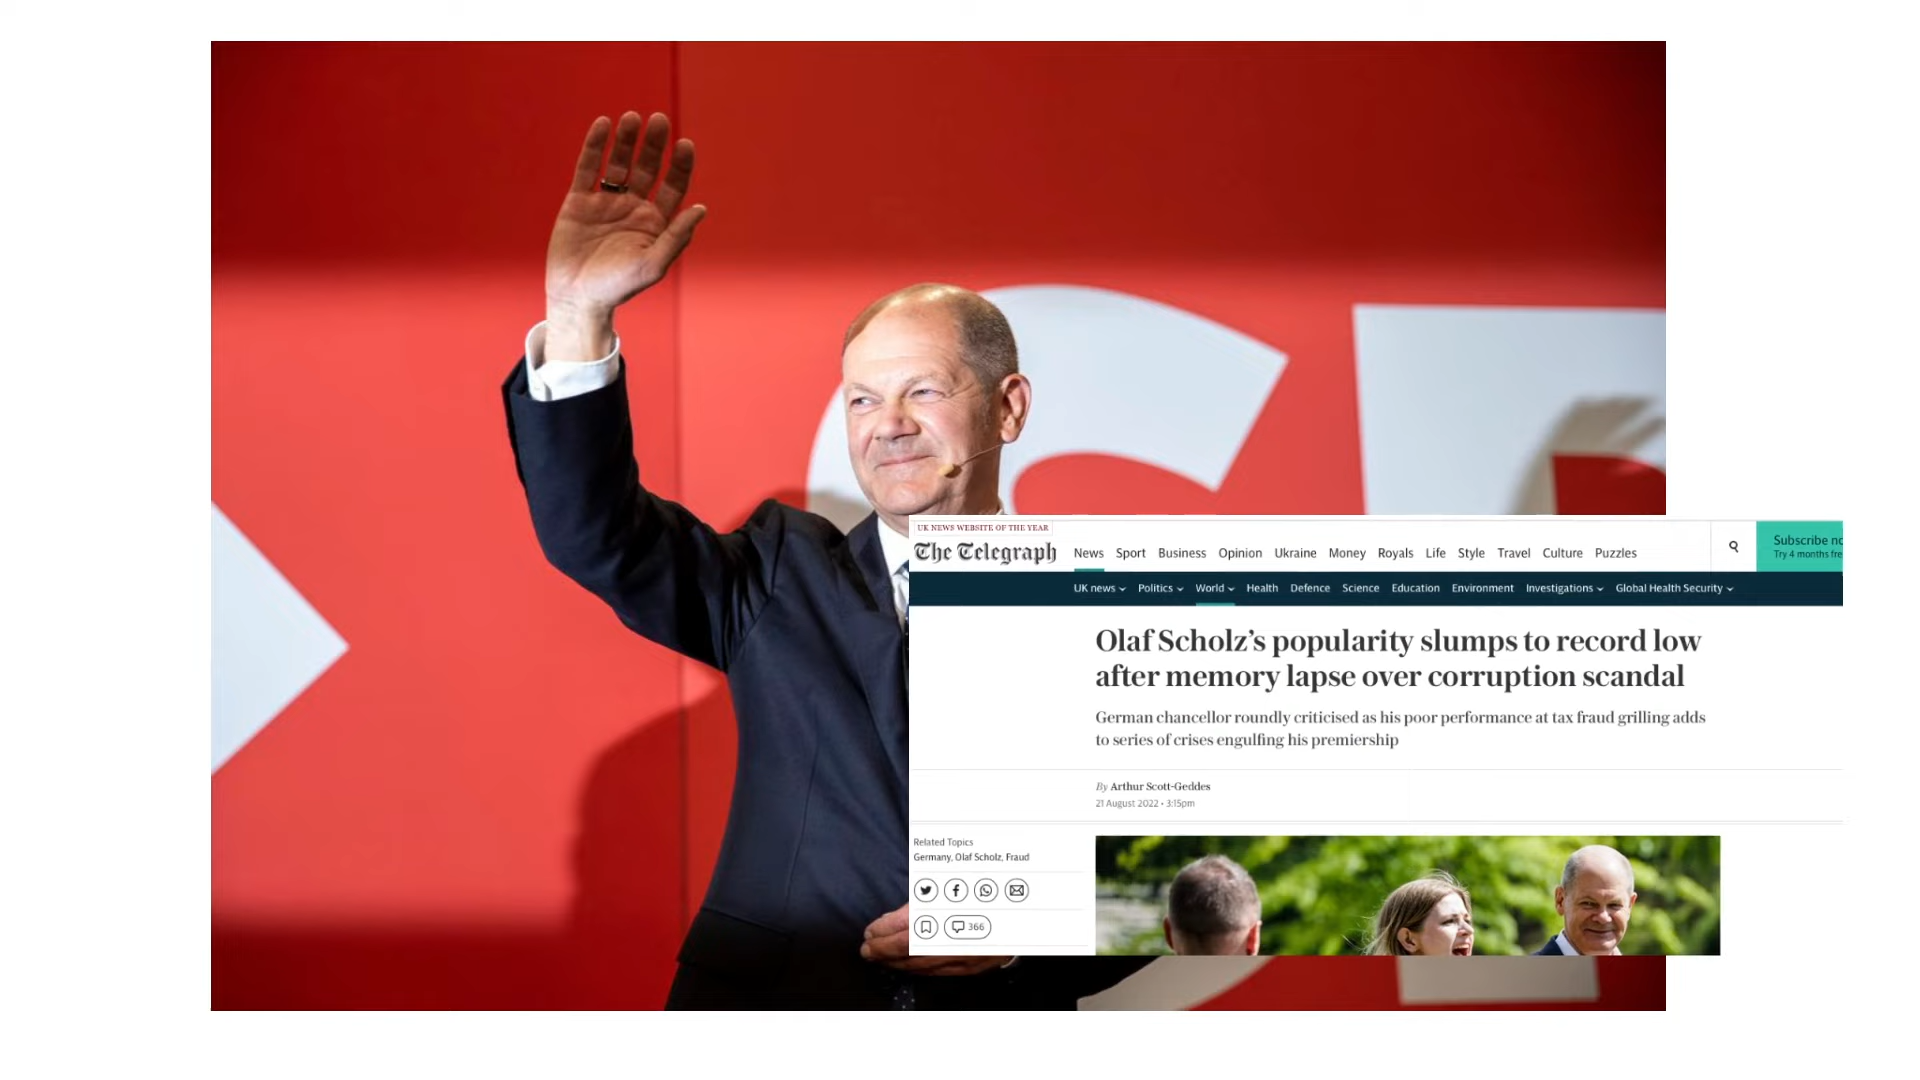 SP
UK NEWS WEBSITE OF THE YEAR
The Telegraph
News Sport Business Opinion Ukraine Money Royals Life Style Travel Culture Puzzles
Subscribe
Try 4 months
UK news Politics World Health Defence Science Education Environment Investigations Global Health Security
Olaf Scholz's popularity slumps to record low
after memory lapse over corruption scandal
German chancellor roundly criticised as his poor performance at tax fraud grilling adds
to series of crises engulfing his premiership
By Arthur Scott-Geddes
21 August 2022 • 3:15pm
Related Topics
Germany, Olaf Scholz, Fraud
366